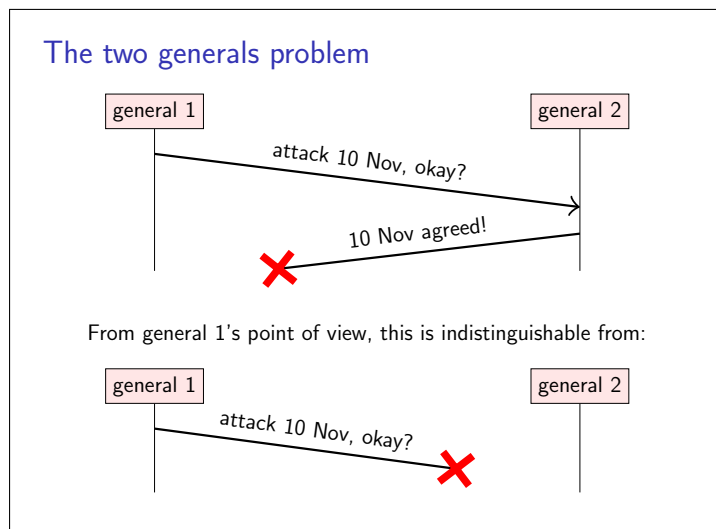 The two generals problem
general 1
general 2
attack 10 Nov, okay?
10 Nov agreed!
From general 1's point of view, this is indistinguishable from:
general 1
general 2
attack 10 Nov, okay?